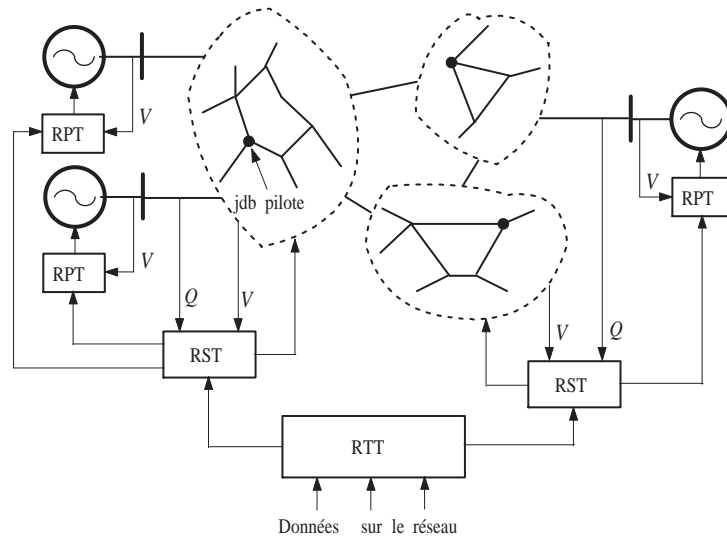 RPT
V
jdb pilote
V
RPT
RPT
V
Q
V
V
Q
RST
RST
RTT
Données sur le réseau